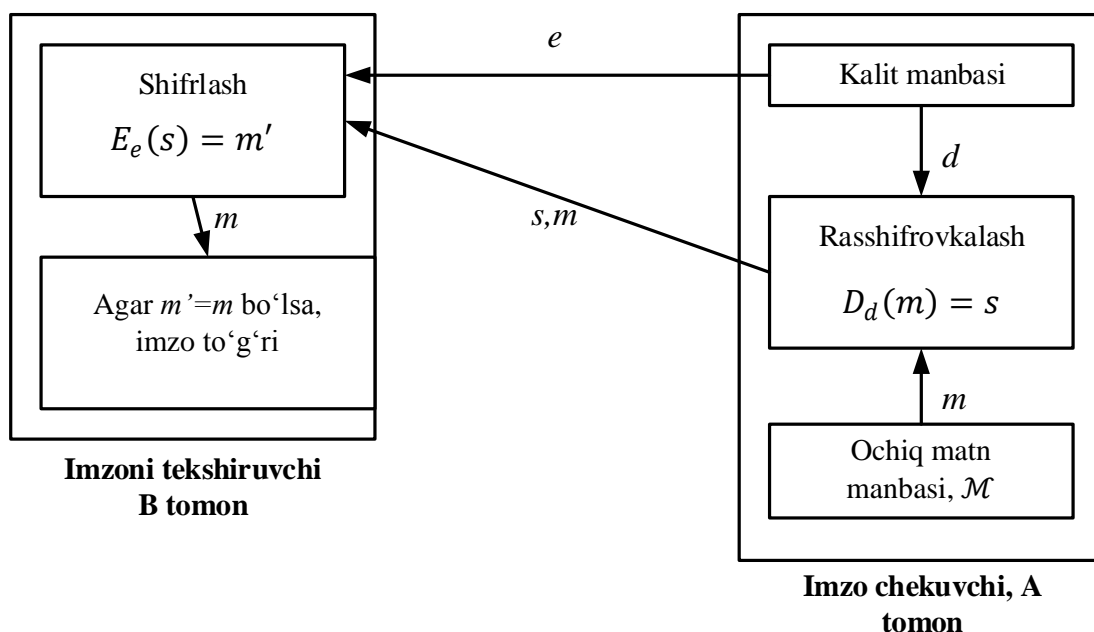 Shifrlash
E_e(s) = m′
m
Agar m’=m bo‘lsa,
imzo to‘g‘ri
Imzoni tekshiruvchi
B tomon
e
s,m
Kalit manbasi
d
Rasshifrovkalash
D_d(m) = s
m
Ochiq matn
manbasi, ℳ
Imzo chekuvchi, A
tomon